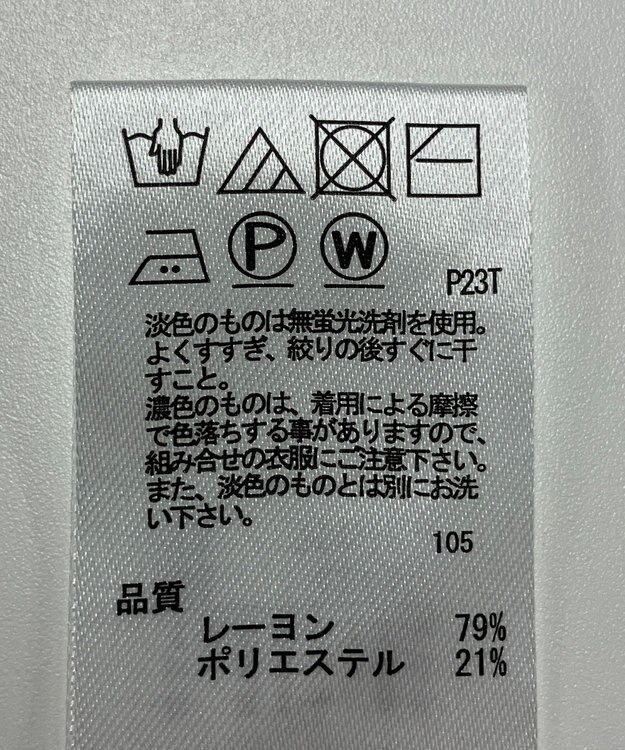 P W
P23T
淡色のものは無蛍光洗剤を使用。
よくすすぎ、絞りの後すぐに干
すこと。
濃色のものは、着用による摩擦
で色落ちする事がありますので、
組み合せの衣服にご注意下さい。
また、淡色のものとは別にお洗
い下さい。
105
品質
レーヨン 79%
ポリエステル 21%